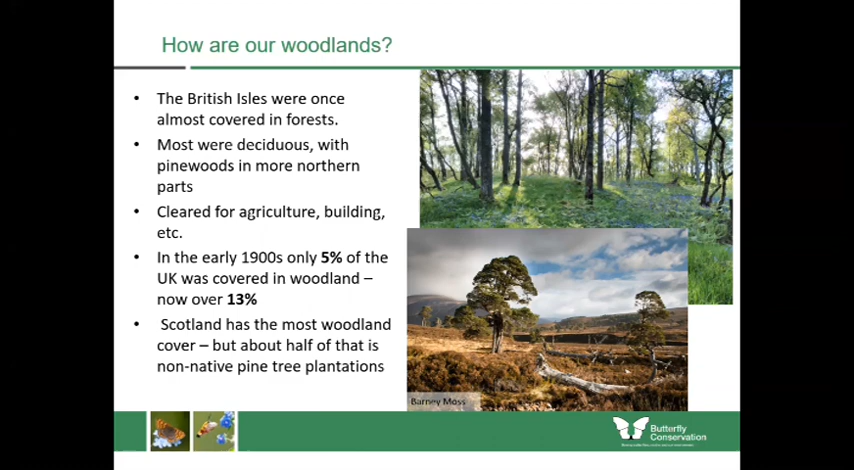 How are our woodlands?
• The British Isles were once
almost covered in forests.
• Most were deciduous, with
pinewoods in more northern
parts
• Cleared for agriculture, building,
etc.
• In the early 1900s only 5% of the
UK was covered in woodland –
now over 13%
• Scotland has the most woodland
cover – but about half of that is
non-native pine tree plantations
Barney Moss
Butterfly
Conservation